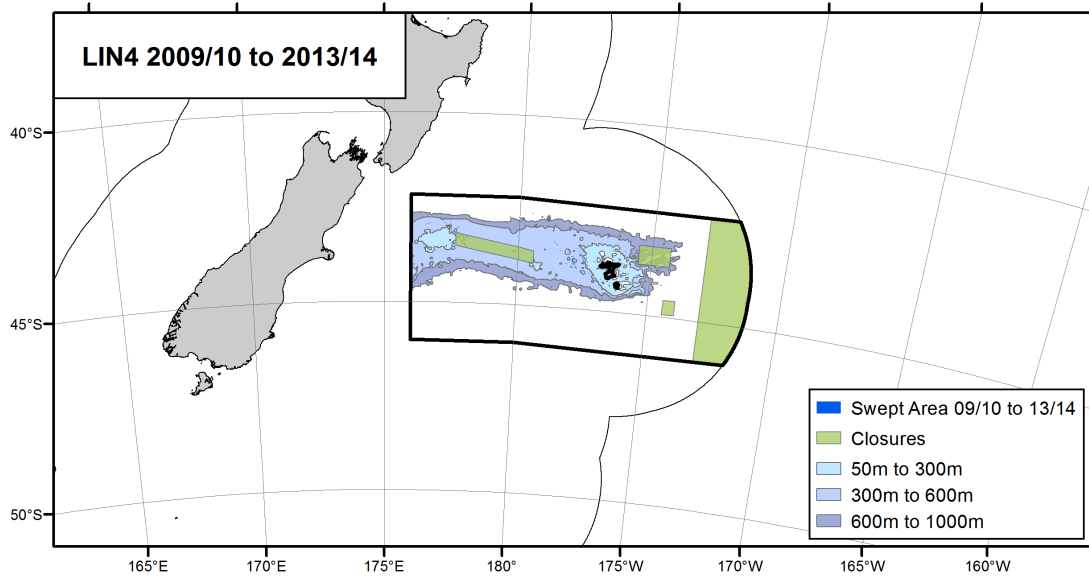 LIN4 2009/10 to 2013/14
40°S
45°S
50°S
Swept Area 09/10 to 13/14
Closures
50m to 300m
300m to 600m
600m to 1000m
165°E
170°E
175°E
180°
175°W
170°W
165°W
160°W